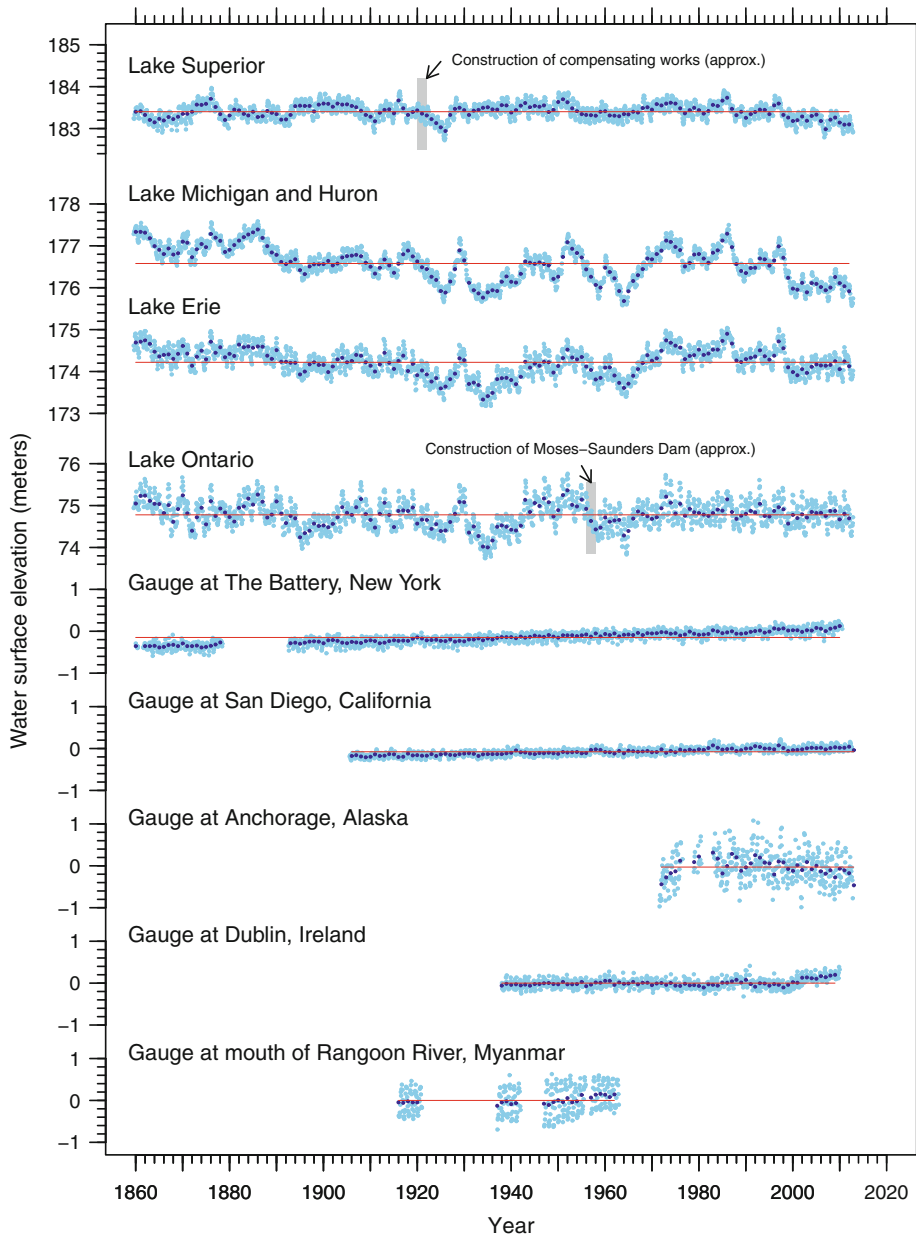 185
184
183
Lake Superior
Construction of compensating works (approx.)
178
177
176
Lake Michigan and Huron
175
174
173
Lake Erie
76
75
74
Lake Ontario
Construction of Moses−Saunders Dam (approx.)
1
0
−1
Gauge at The Battery, New York
1
0
−1
Gauge at San Diego, California
1
0
−1
Gauge at Anchorage, Alaska
1
0
−1
Gauge at Dublin, Ireland
1
0
−1
Gauge at mouth of Rangoon River, Myanmar
Water surface elevation (meters)
1860 1880 1900 1920 1940 1960 1980 2000 2020
Year